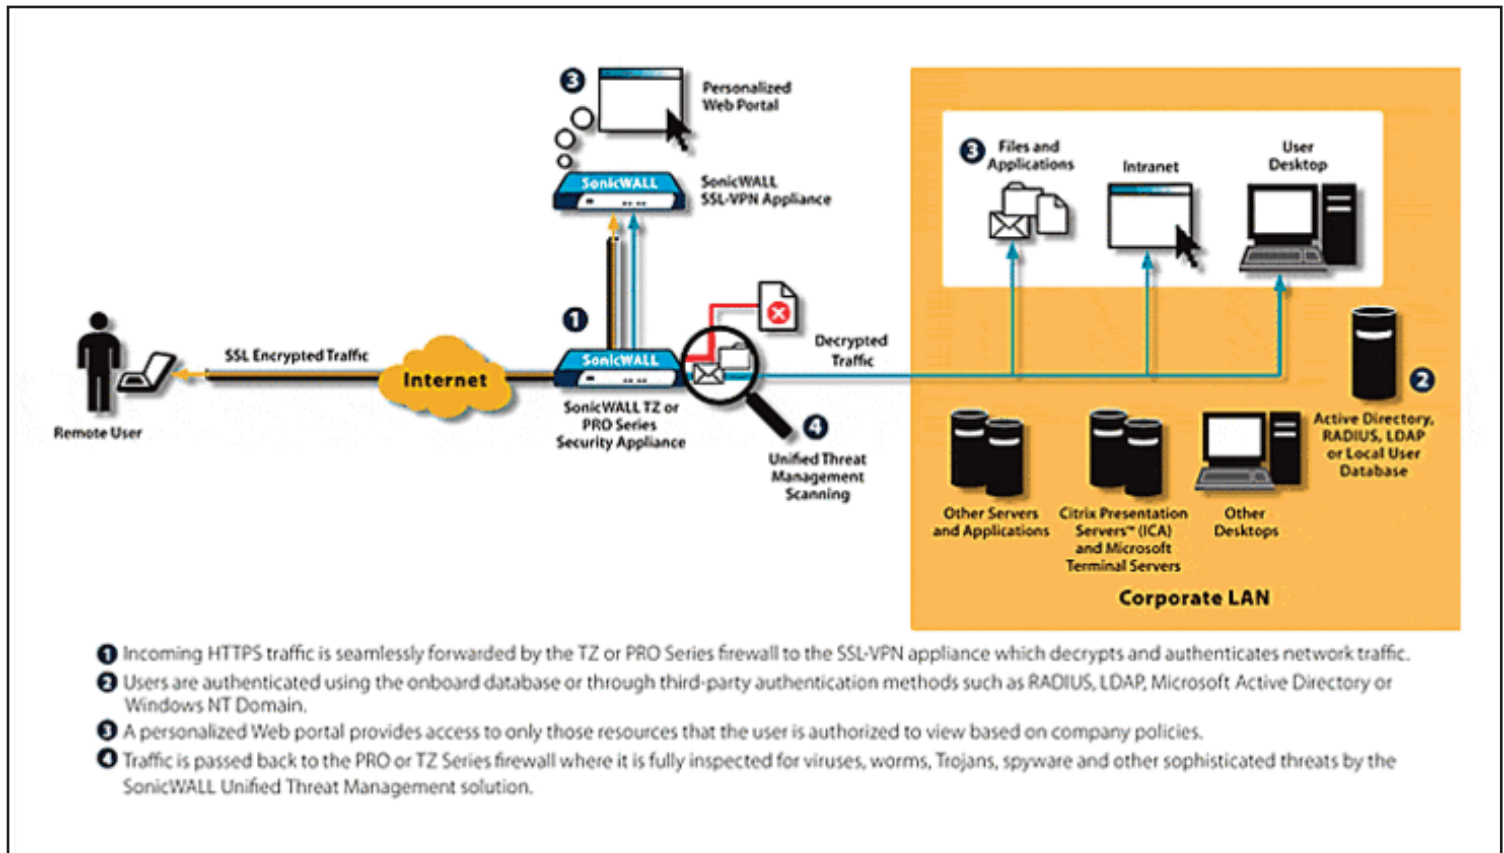 3
Personalized
Web Portal
SonicWALL
SonicWALL
SSL-VPN Appliance
3
Files and
Applications
Intranet
User
Desktop
1
SSL Encrypted Traffic
Internet
SonicWALL
Decrypted
Traffic
Remote User
SonicWALL TZ or
PRO Series
Security Appliance
4
Unified Threat
Management
Scanning
2
Active Directory,
RADIUS, LDAP
or Local User
Database
Other Servers
and Applications
Citrix Presentation
Servers™ (ICA)
and Microsoft
Terminal Servers
Other
Desktops
Corporate LAN
1 Incoming HTTPS traffic is seamlessly forwarded by the TZ or PRO Series firewall to the SSL-VPN appliance which decrypts and authenticates network traffic.
2 Users are authenticated using the onboard database or through third-party authentication methods such as RADIUS, LDAP, Microsoft Active Directory or
Windows NT Domain.
3 A personalized Web portal provides access to only those resources that the user is authorized to view based on company policies.
4 Traffic is passed back to the PRO or TZ Series firewall where it is fully inspected for viruses, worms, Trojans, spyware and other sophisticated threats by the
SonicWALL Unified Threat Management solution.